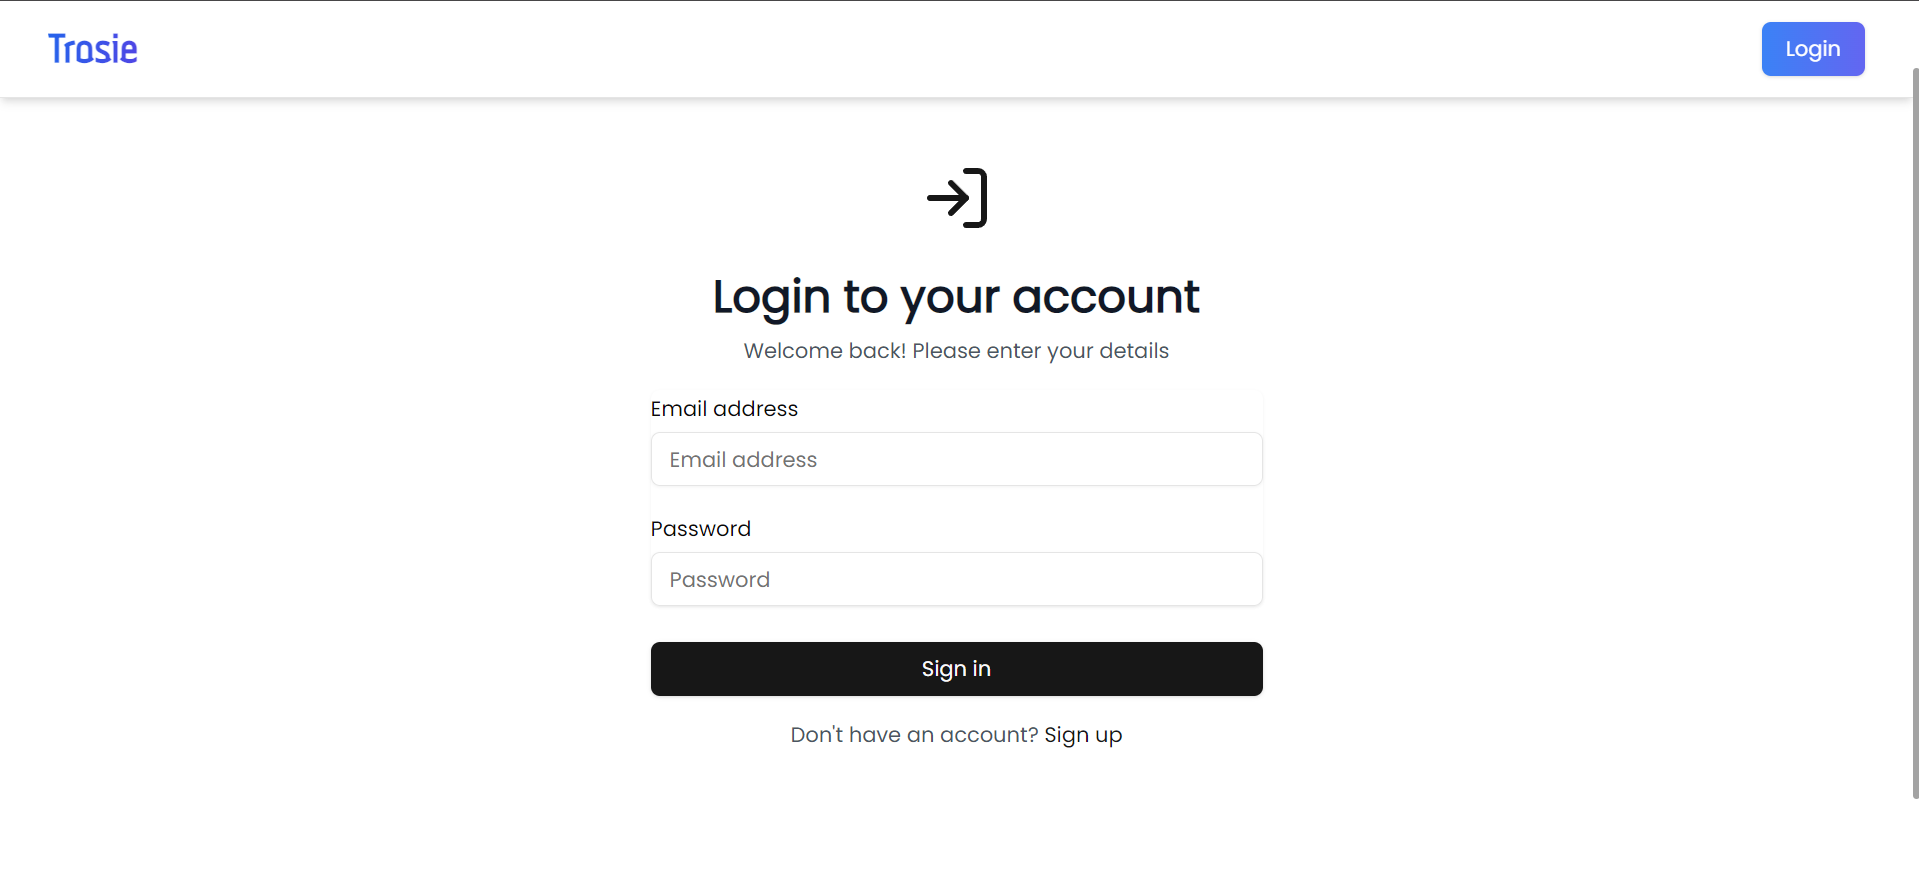 Trosie
Login
Login to your account
Welcome back! Please enter your details
Email address
Email address
Password
Password
Sign in
Don't have an account? Sign up